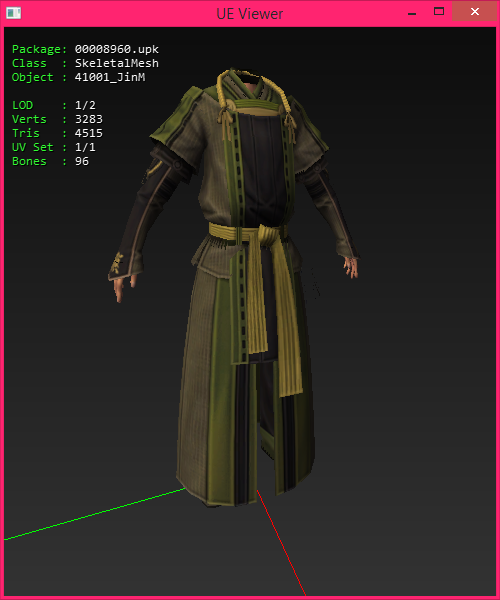 UE Viewer
Package: 00008960.upk
Class  : SkeletalMesh
Object : 41001_JinM
LOD    : 1/2
Verts  : 3283
Tris   : 4515
UV Set : 1/1
Bones  : 96